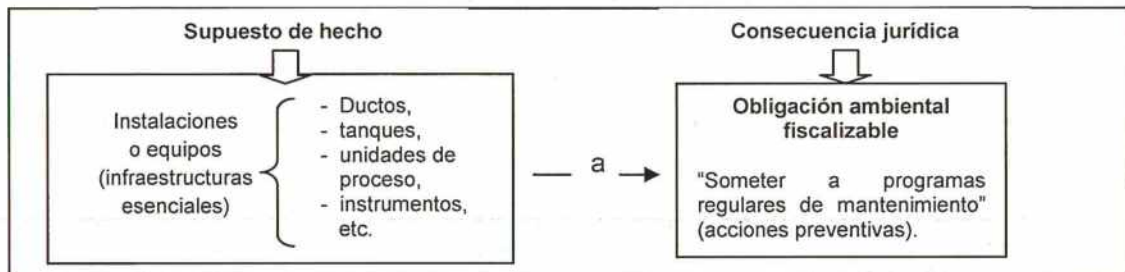 Supuesto de hecho
Consecuencia jurídica
Instalaciones
o equipos
(infraestructuras
esenciales)
- Ductos,
- tanques,
- unidades de
proceso,
- instrumentos,
etc.
a
Obligación ambiental
fiscalizable
"Someter a programas
regulares de mantenimiento"
(acciones preventivas).